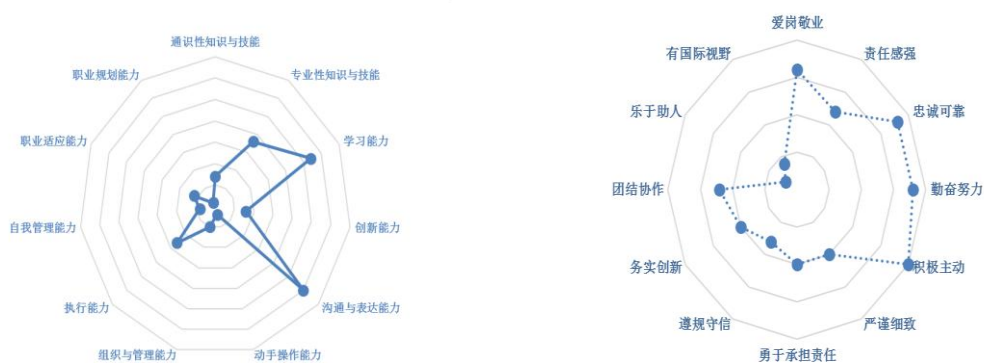 通识性知识与技能
专业性知识与技能
学习能力
创新能力
沟通与表达能力
动手操作能力
组织与管理能力
执行能力
自我管理能力
职业适应能力
职业规划能力
爱岗敬业
责任感强
忠诚可靠
勤奋努力
积极主动
严谨细致
勇于承担责任
遵规守信
务实创新
团结协作
乐于助人
有国际视野